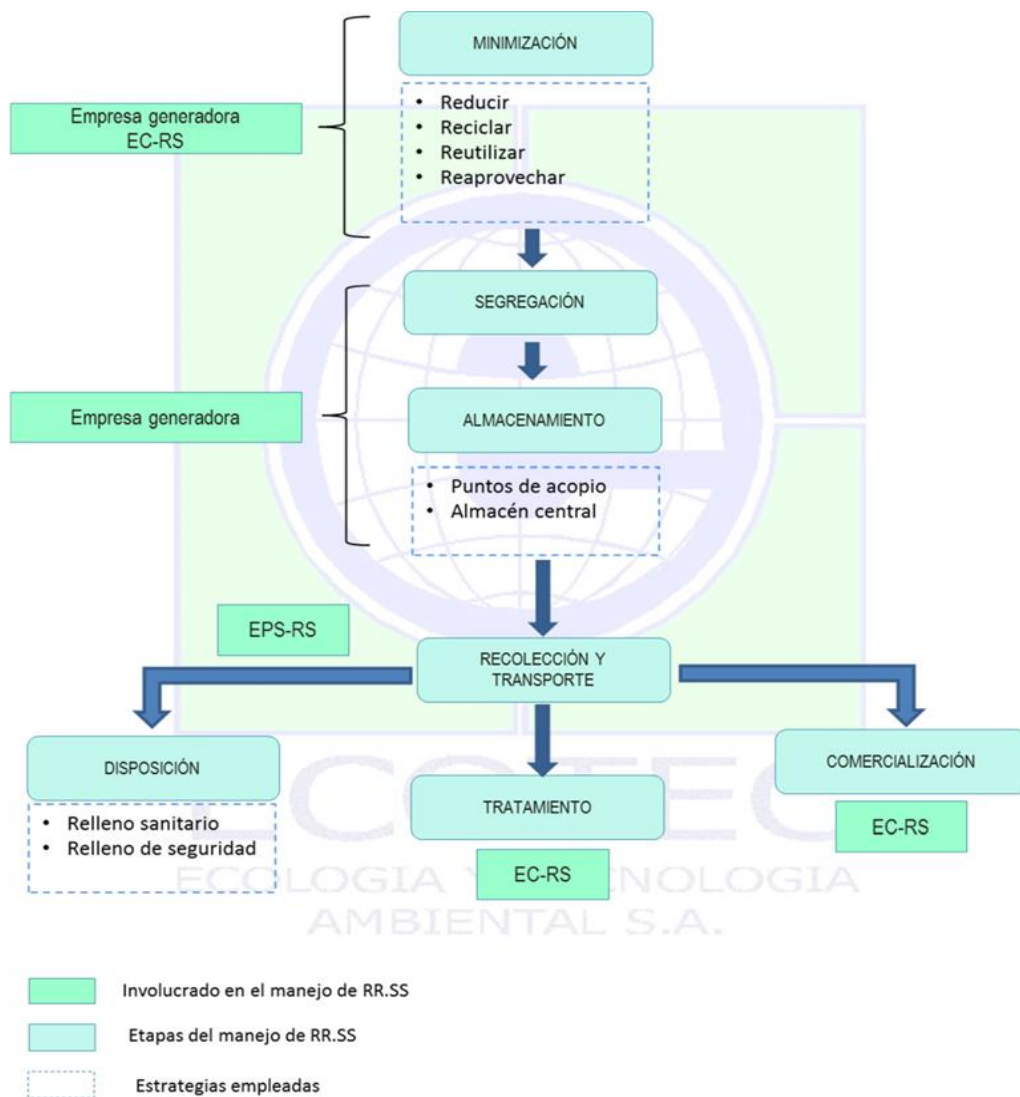 MINIMIZACIÓN
• Reducir
• Reciclar
• Reutilizar
• Reaprovechar
Empresa generadora
EC-RS
SEGREGACIÓN
ALMACENAMIENTO
Empresa generadora
• Puntos de acopio
• Almacén central
EPS-RS
RECOLECCIÓN Y
TRANSPORTE
DISPOSICIÓN
• Relleno sanitario
• Relleno de seguridad
TRATAMIENTO
EC-RS
COMERCIALIZACIÓN
EC-RS
ECOTEC
ECOLOGIA Y TECNOLOGIA
AMBIENTAL S.A.
Involucrado en el manejo de RR.SS
Etapas del manejo de RR.SS
Estrategias empleadas